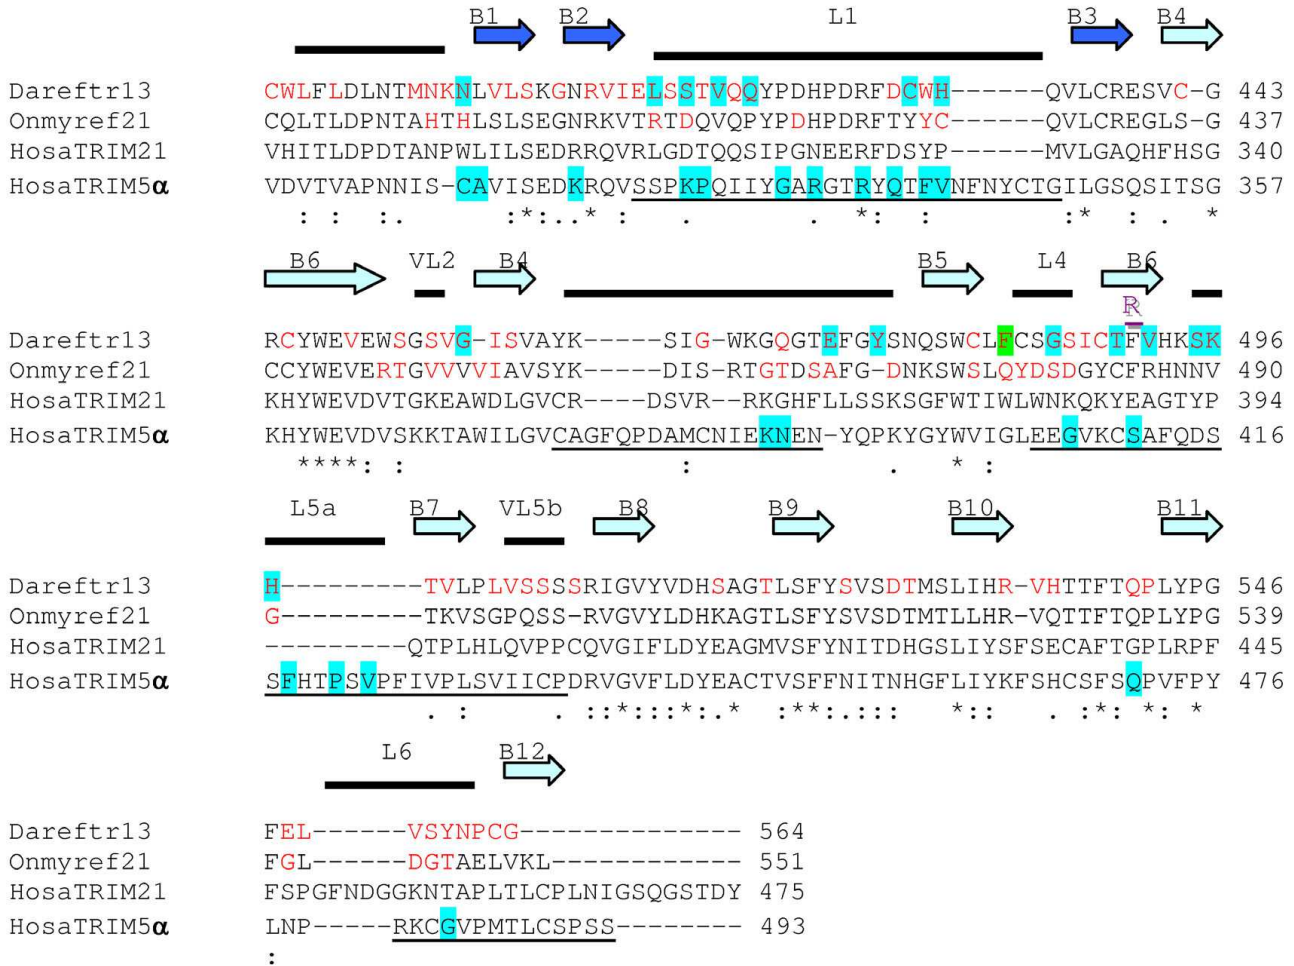 B1 B2 L1 B3 B4
Dareftr13 CWLFLDLNTMNKNLVLSKGNRVIELSSTVQQYPDHPDRFDCWH------QVLCRESVC-G 443
Onmyref21 CQLTLDPNTAHTHLSLSEGNRKVTRTDQVQPYPDHPDRFTYYC------QVLCREGLS-G 437
HosaTRIM21 VHITLDPDTANPWLILSEDRRQVRLGDTQQSIPGNEERFDSYP------MVLGAQHFHSG 340
HosaTRIM5α VDVTVAPNNIS-CAVISEDKRQVSSPKPQIIYGARGTRYQTFVNFNYCTGILGSQSITSG 357
: : :. :*:..* : . . *: : :* : . *
B6 VL2 B4 B5 L4 B6
R
Dareftr13 RCYWEVEWSGSVG-ISVAYK-----SIG-WKGQGTEFGYSNQSWCLFCSGSICTFVHKSK 496
Onmyref21 CCYWEVERTGVVVVIAVSYK-----DIS-RTGTDSAFG-DNKSWSLQYDSDGYCFRHNNV 490
HosaTRIM21 KHYWEVDVTGKEAWDLGVCR-----DSVR--RKGHFLLSSKSGFWTIWLWNKQKYEAGTYP 394
HosaTRIM5α KHYWEVDVSKKTAWILGVCAGFQPDAMCNIEKNEN-YQPKYGYWVIGLEEGVKCSAFQDS 416
****: : : . * :
L5a B7 VL5b B8 B9 B10 B11
Dareftr13 H---------TVLPLVSSSSRIGVYVDHSAGTLSFYSVSDTMSLIHR-VHTTFTQPLYPG 546
Onmyref21 G---------TKVSGPQSS-RVGVYLDHKAGTLSFYSVSDTMTLLHR-VQTTFTQPLYPG 539
HosaTRIM21 ---------QTPLHLQVPPCQVGIFLDYEAGMVSFYNITDHGSLIYSFSECAFTGPLRPF 445
HosaTRIM5α SFHTPSVPFIVPLSVIICPDRVGVFLDYEACTVSFFNITNHGFLIYKFSHCSFSQPVFPY 476
. : . ::*:::*:.* :**:.::: *:: . :*: *: *
L6 B12
Dareftr13 FEL------VSYNPCG-------------- 564
Onmyref21 FGL------DGTAELVKL------------ 551
HosaTRIM21 FSPGFNDGGKNTAPLTLCPLNIGSQGSTDY 475
HosaTRIM5α LNP-----RKCGVPMTLCSPSS-------- 493
: